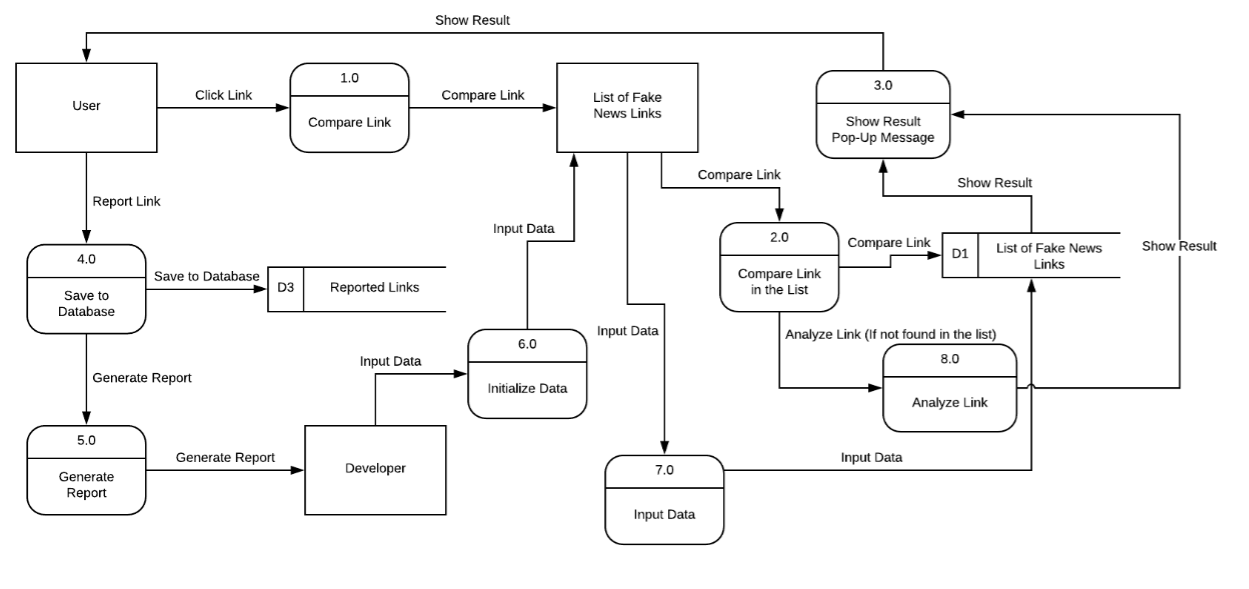 Show Result
User
Click Link
1.0
Compare Link
Compare Link
List of Fake
News Links
3.0
Show Result
Pop-Up Message
Report Link
Compare Link
Show Result
Input Data
2.0
Compare Link
in the List
Compare Link
D1
List of Fake News
Links
Show Result
4.0
Save to
Database
Save to Database
D3
Reported Links
Input Data
Analyze Link (If not found in the list)
6.0
Initialize Data
8.0
Analyze Link
Generate Report
Input Data
5.0
Generate
Report
Generate Report
Developer
Input Data
7.0
Input Data